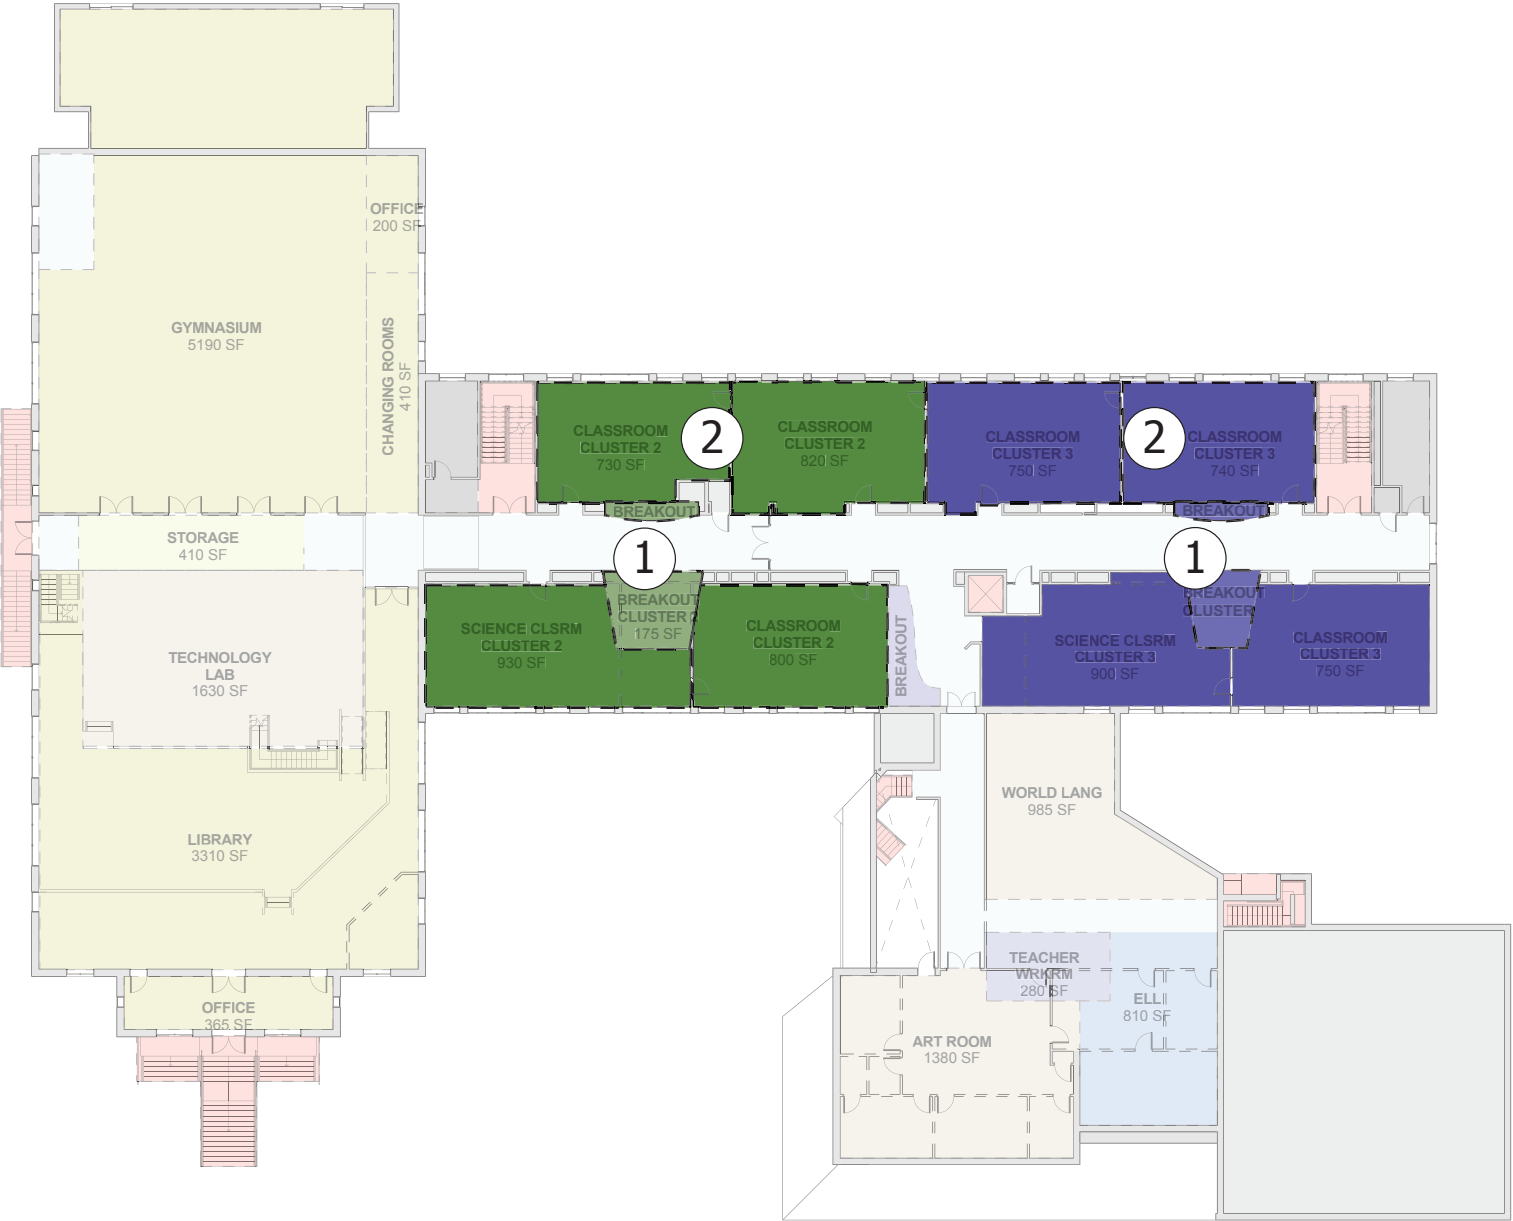 OFFICE
200 SF
GYMNASIUM
5190 SF
CHANGING ROOMS
410 SF
CLASSROOM
CLUSTER 2
730 SF
2
CLASSROOM
CLUSTER 2
820 SF
CLASSROOM
CLUSTER 3
750 SF
2
CLASSROOM
CLUSTER 3
740 SF
BREAKOUT
BREAKOUT
STORAGE
410 SF
1
1
BREAKOUT
CLUSTER 2
175 SF
BREAKOUT
CLUSTER
SCIENCE CLSRM
CLUSTER 2
930 SF
CLASSROOM
CLUSTER 2
800 SF
BREAKOUT
SCIENCE CLSRM
CLUSTER 3
900 SF
CLASSROOM
CLUSTER 3
750 SF
TECHNOLOGY
LAB
1630 SF
WORLD LANG
985 SF
LIBRARY
3310 SF
TEACHER
WRKRM
280 SF
ELL
810 SF
OFFICE
365 SF
ART ROOM
1380 SF